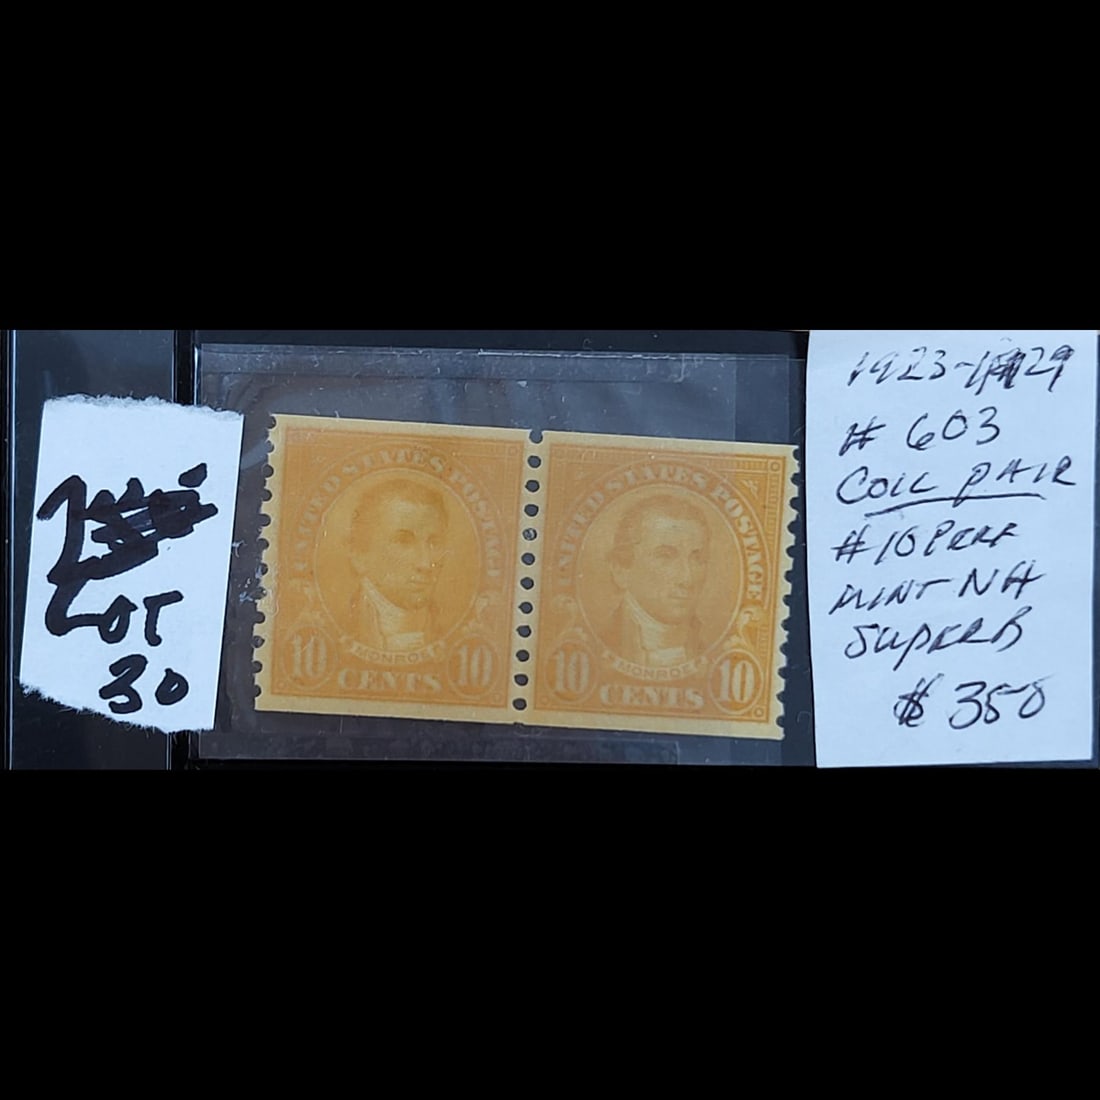 LOT
30
UNITED STATES POSTAGE
MONROE
10 CENTS 10
UNITED STATES POSTAGE
MONROE
10 CENTS 10
1923-1929
# 603
COIL PAIR
#10 PERF
MINT NH
SUPERB
$ 350